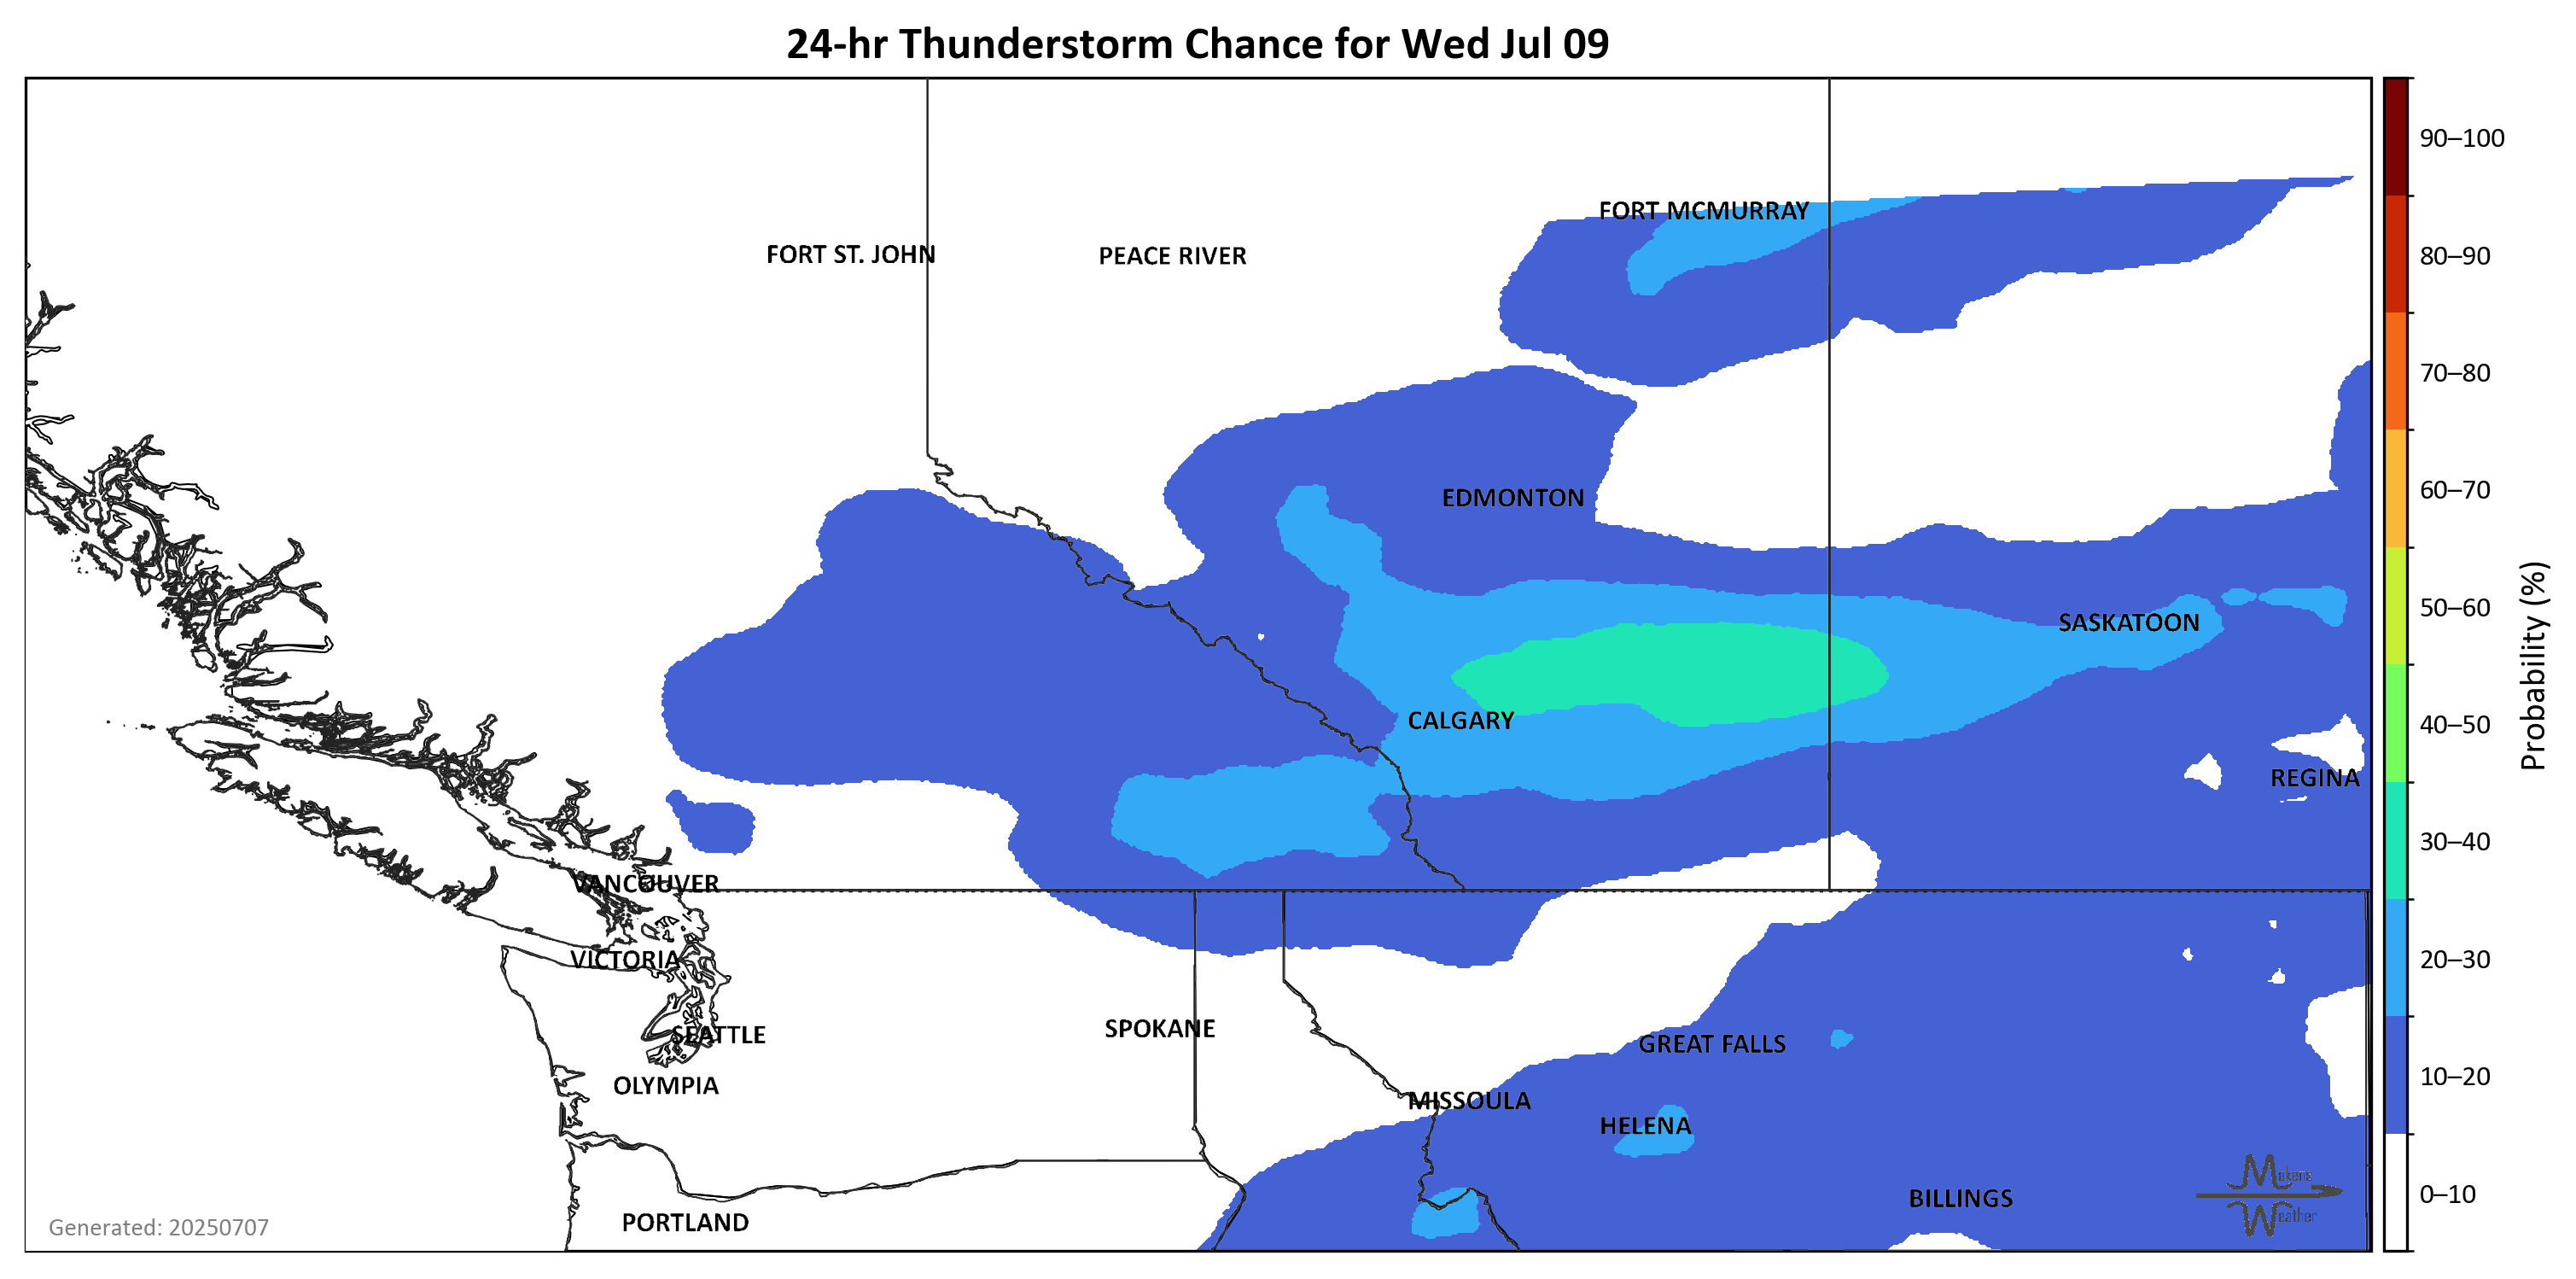 24-hr Thunderstorm Chance for Wed Jul 09
90–100
FORT MCMURRAY
FORT ST. JOHN
PEACE RIVER
80–90
70–80
EDMONTON
60–70
50–60
SASKATOON
Probability (%)
CALGARY
40–50
REGINA
30–40
VANCOUVER
VICTORIA
20–30
SPOKANE
SEATTLE
GREAT FALLS
10–20
OLYMPIA
MISSOULA
HELENA
Mekens
Weather
BILLINGS
0–10
PORTLAND
Generated: 20250707